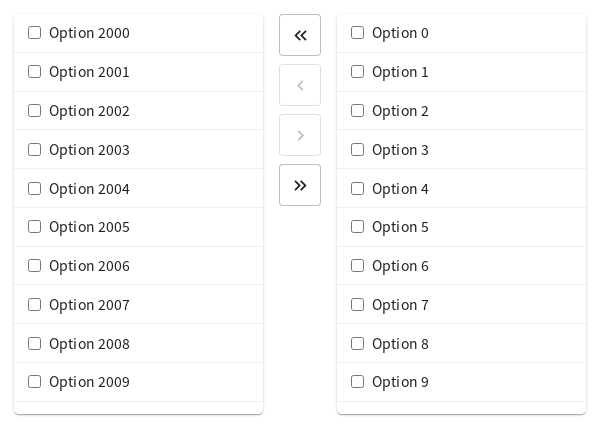 Option 2000
Option 2001
Option 2002
Option 2003
Option 2004
Option 2005
Option 2006
Option 2007
Option 2008
Option 2009
Option 0
Option 1
Option 2
Option 3
Option 4
Option 5
Option 6
Option 7
Option 8
Option 9